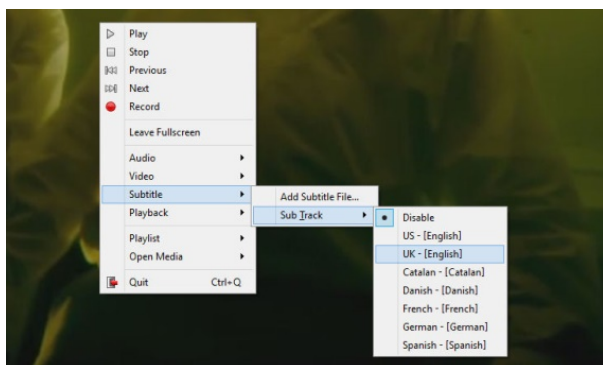 Play
Stop
Previous
Next
Record
Leave Fullscreen
Audio
Video
Subtitle
Playback
Playlist
Open Media
Quit Ctrl+Q
Add Subtitle File...
Sub Track
Disable
US - [English]
UK - [English]
Catalan - [Catalan]
Danish - [Danish]
French - [French]
German - [German]
Spanish - [Spanish]